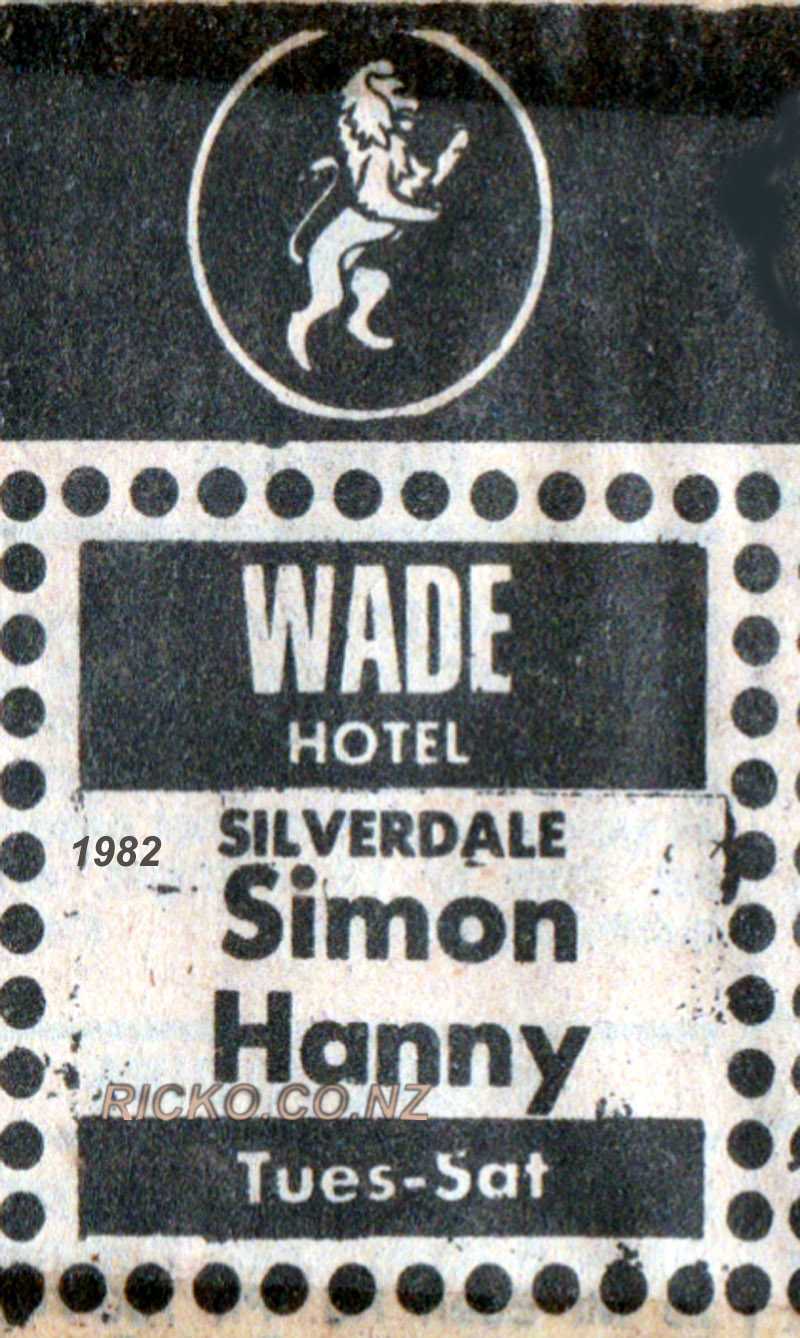 WADE
HOTEL
SILVERDALE
1982
Simon
Hanny
RICKO.CO.NZ
Tues-Sat